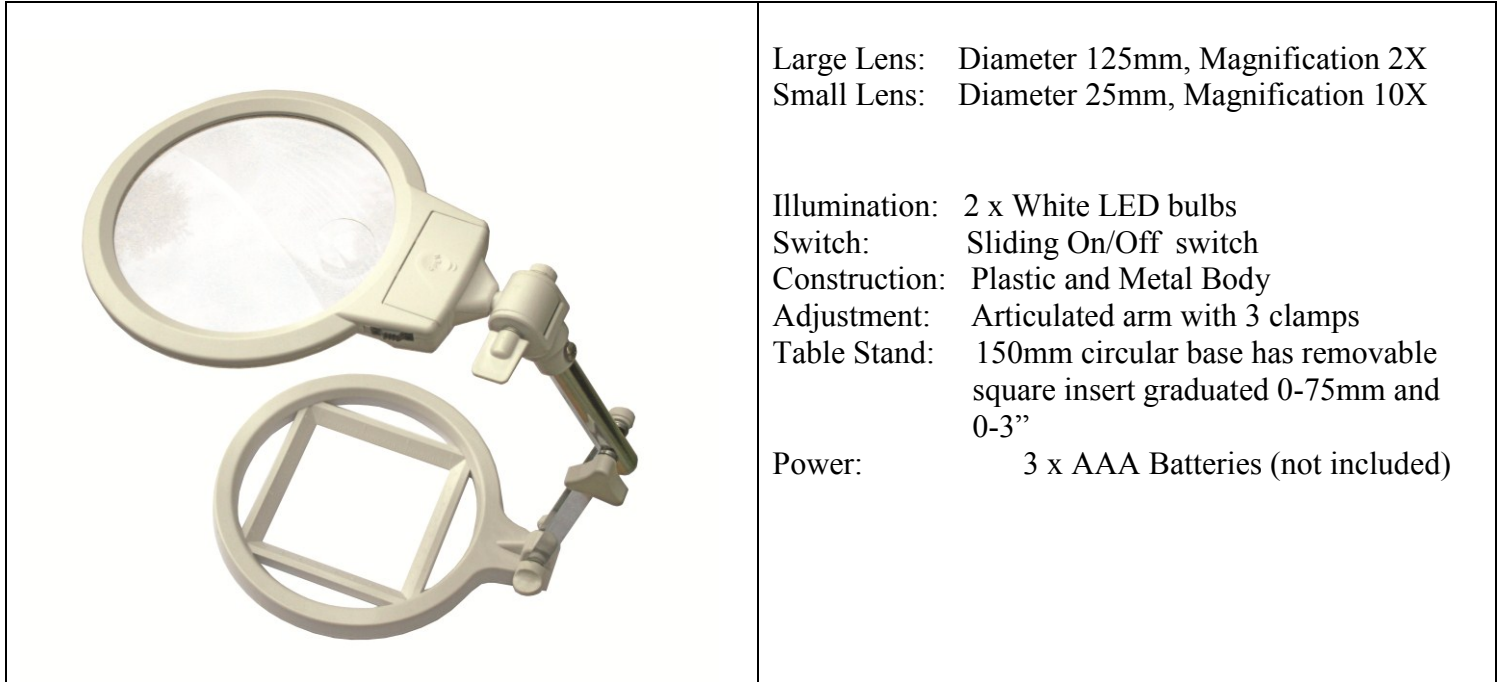 Large Lens: Diameter 125mm, Magnification 2X
Small Lens: Diameter 25mm, Magnification 10X
Illumination: 2 x White LED bulbs
Switch: Sliding On/Off switch
Construction: Plastic and Metal Body
Adjustment: Articulated arm with 3 clamps
Table Stand: 150mm circular base has removable
square insert graduated 0-75mm and
0-3”
Power: 3 x AAA Batteries (not included)